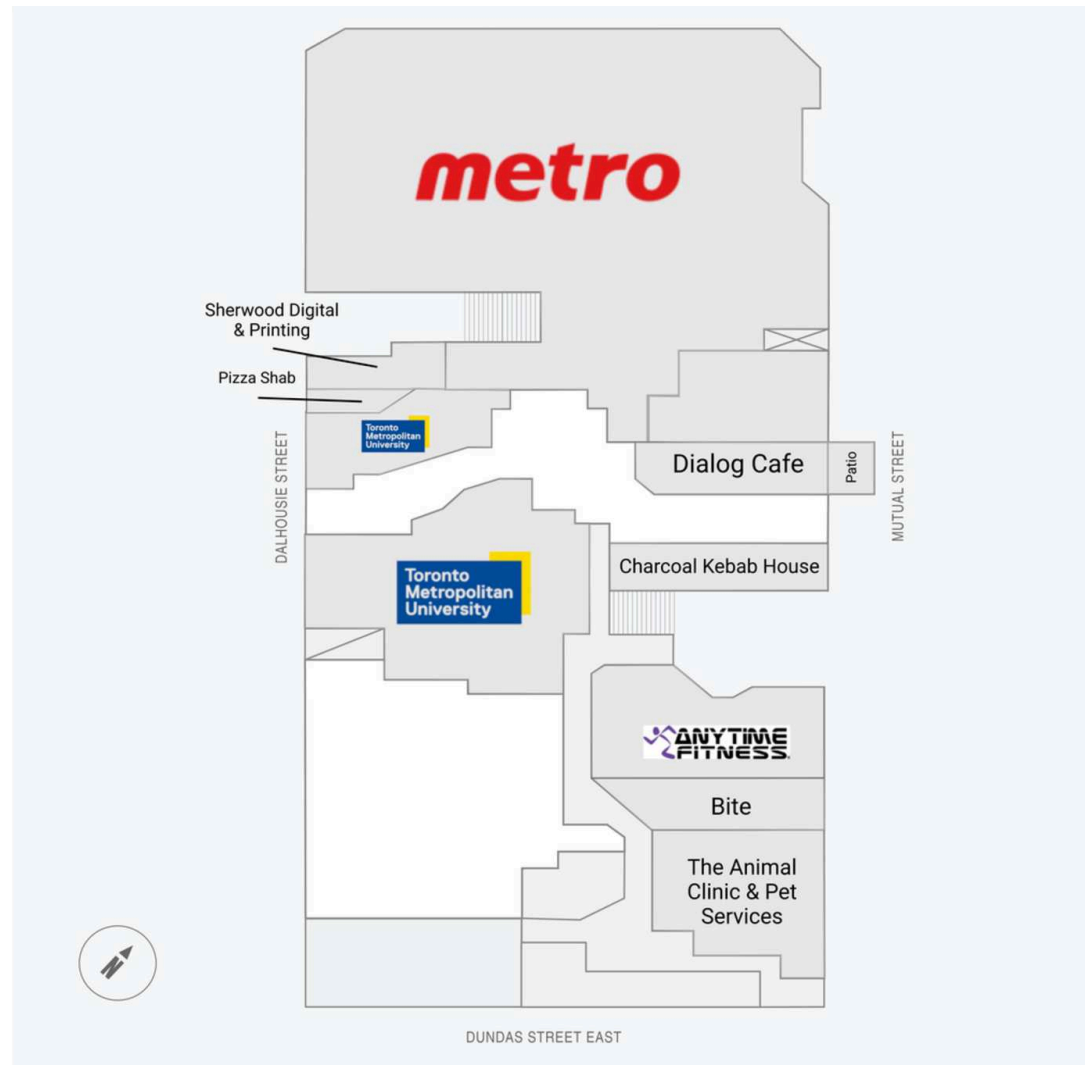 metro
Sherwood Digital
& Printing
Pizza Shab
Toronto
Metropolitan
University
DALHOUSIE STREET
Dialog Cafe
Patio
MUTUAL STREET
Toronto
Metropolitan
University
Charcoal Kebab House
ANYTIME
FITNESS.
Bite
The Animal
Clinic & Pet
Services
N
DUNDAS STREET EAST